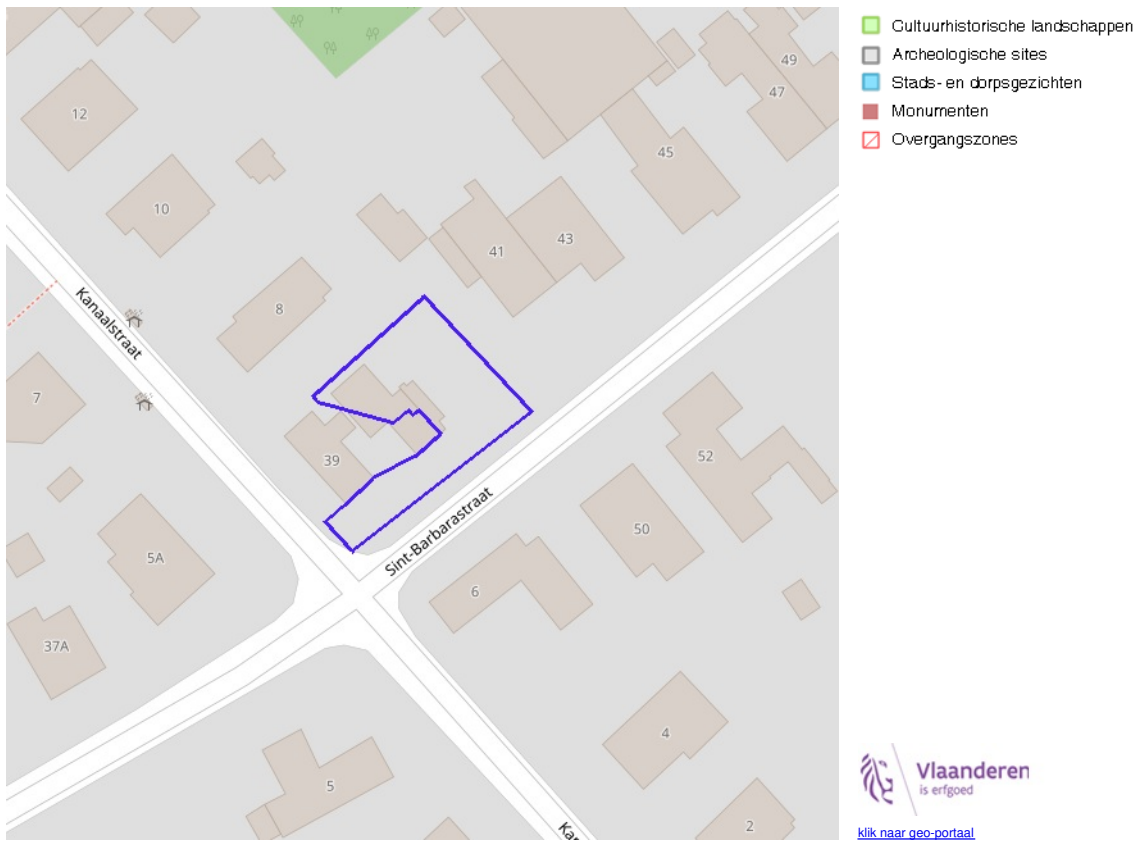 12
10
8
7
39
41
43
45
47
49
52
50
6
5A
37A
5
4
2
Kanaalstraat
Sint-Barbarastraat
Ka
Cultuurhistorische landschappen
Archeologische sites
Stads- en dorpsgezichten
Monumenten
Overgangszones
Vlaanderen
is erfgoed
klik naar geo-portaal